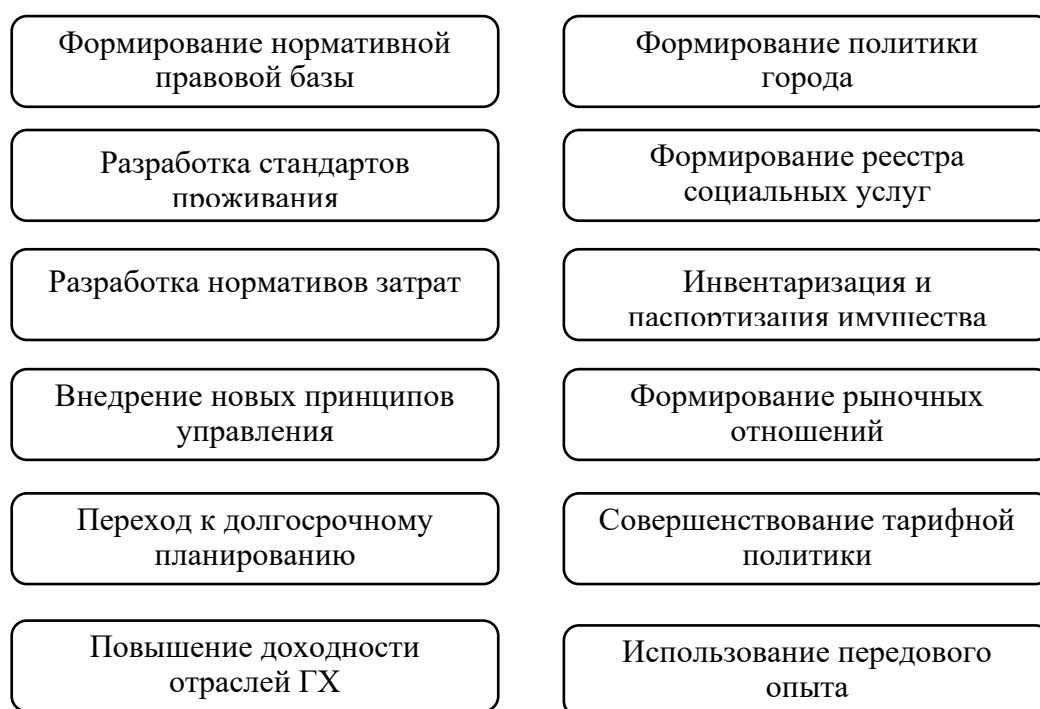 Формирование нормативной
правовой базы
Формирование политики
города
Разработка стандартов
проживания
Формирование реестра
социальных услуг
Разработка нормативов затрат
Инвентаризация и
паспортизация имущества
Внедрение новых принципов
управления
Формирование рыночных
отношений
Переход к долгосрочному
планированию
Совершенствование тарифной
политики
Повышение доходности
отраслей ГХ
Использование передового
опыта